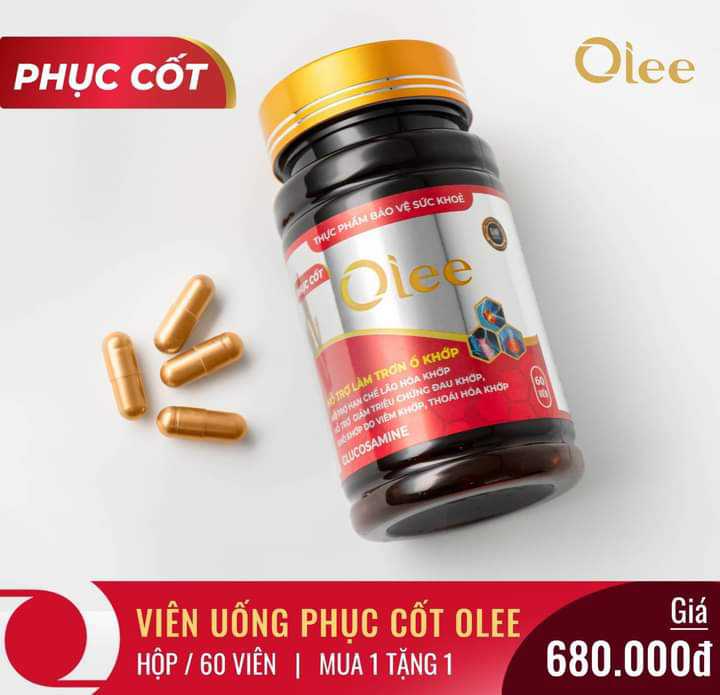 PHỤC CỐT
Olee
THỰC PHẨM BẢO VỆ SỨC KHOẺ
PHỤC CỐT
Olee
HỖ TRỢ LÀM TRƠN Ổ KHỚP
HỖ TRỢ HẠN CHẾ LÃO HÓA KHỚP
HỖ TRỢ GIẢM TRIỆU CHỨNG ĐAU KHỚP,
KHÔ KHỚP DO VIÊM KHỚP, THOÁI HÓA KHỚP
GLUCOSAMINE
60
VIÊN
VIÊN UỐNG PHỤC CỐT OLEE
HỘP / 60 VIÊN | MUA 1 TẶNG 1
Giá
680.000đ